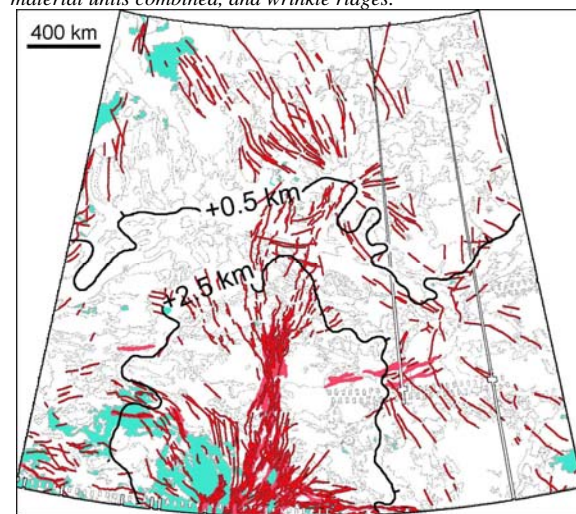 material units combined, and wrinkle ridges.
400 km
+0.5 km
+2.5 km